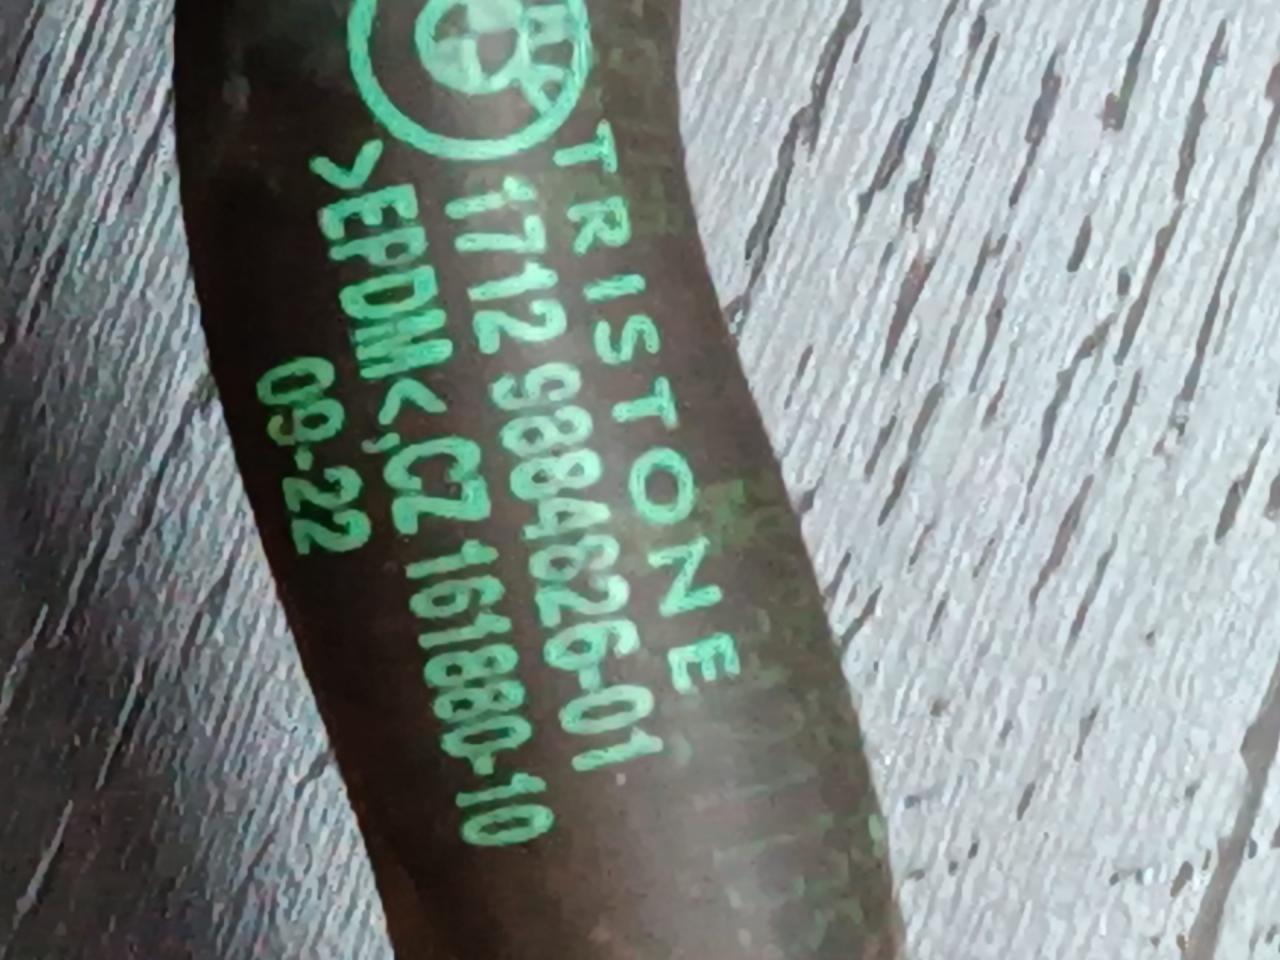 TRISTONE
1712 9884826-01
>EPDM<,CZ 161880-10
09-22